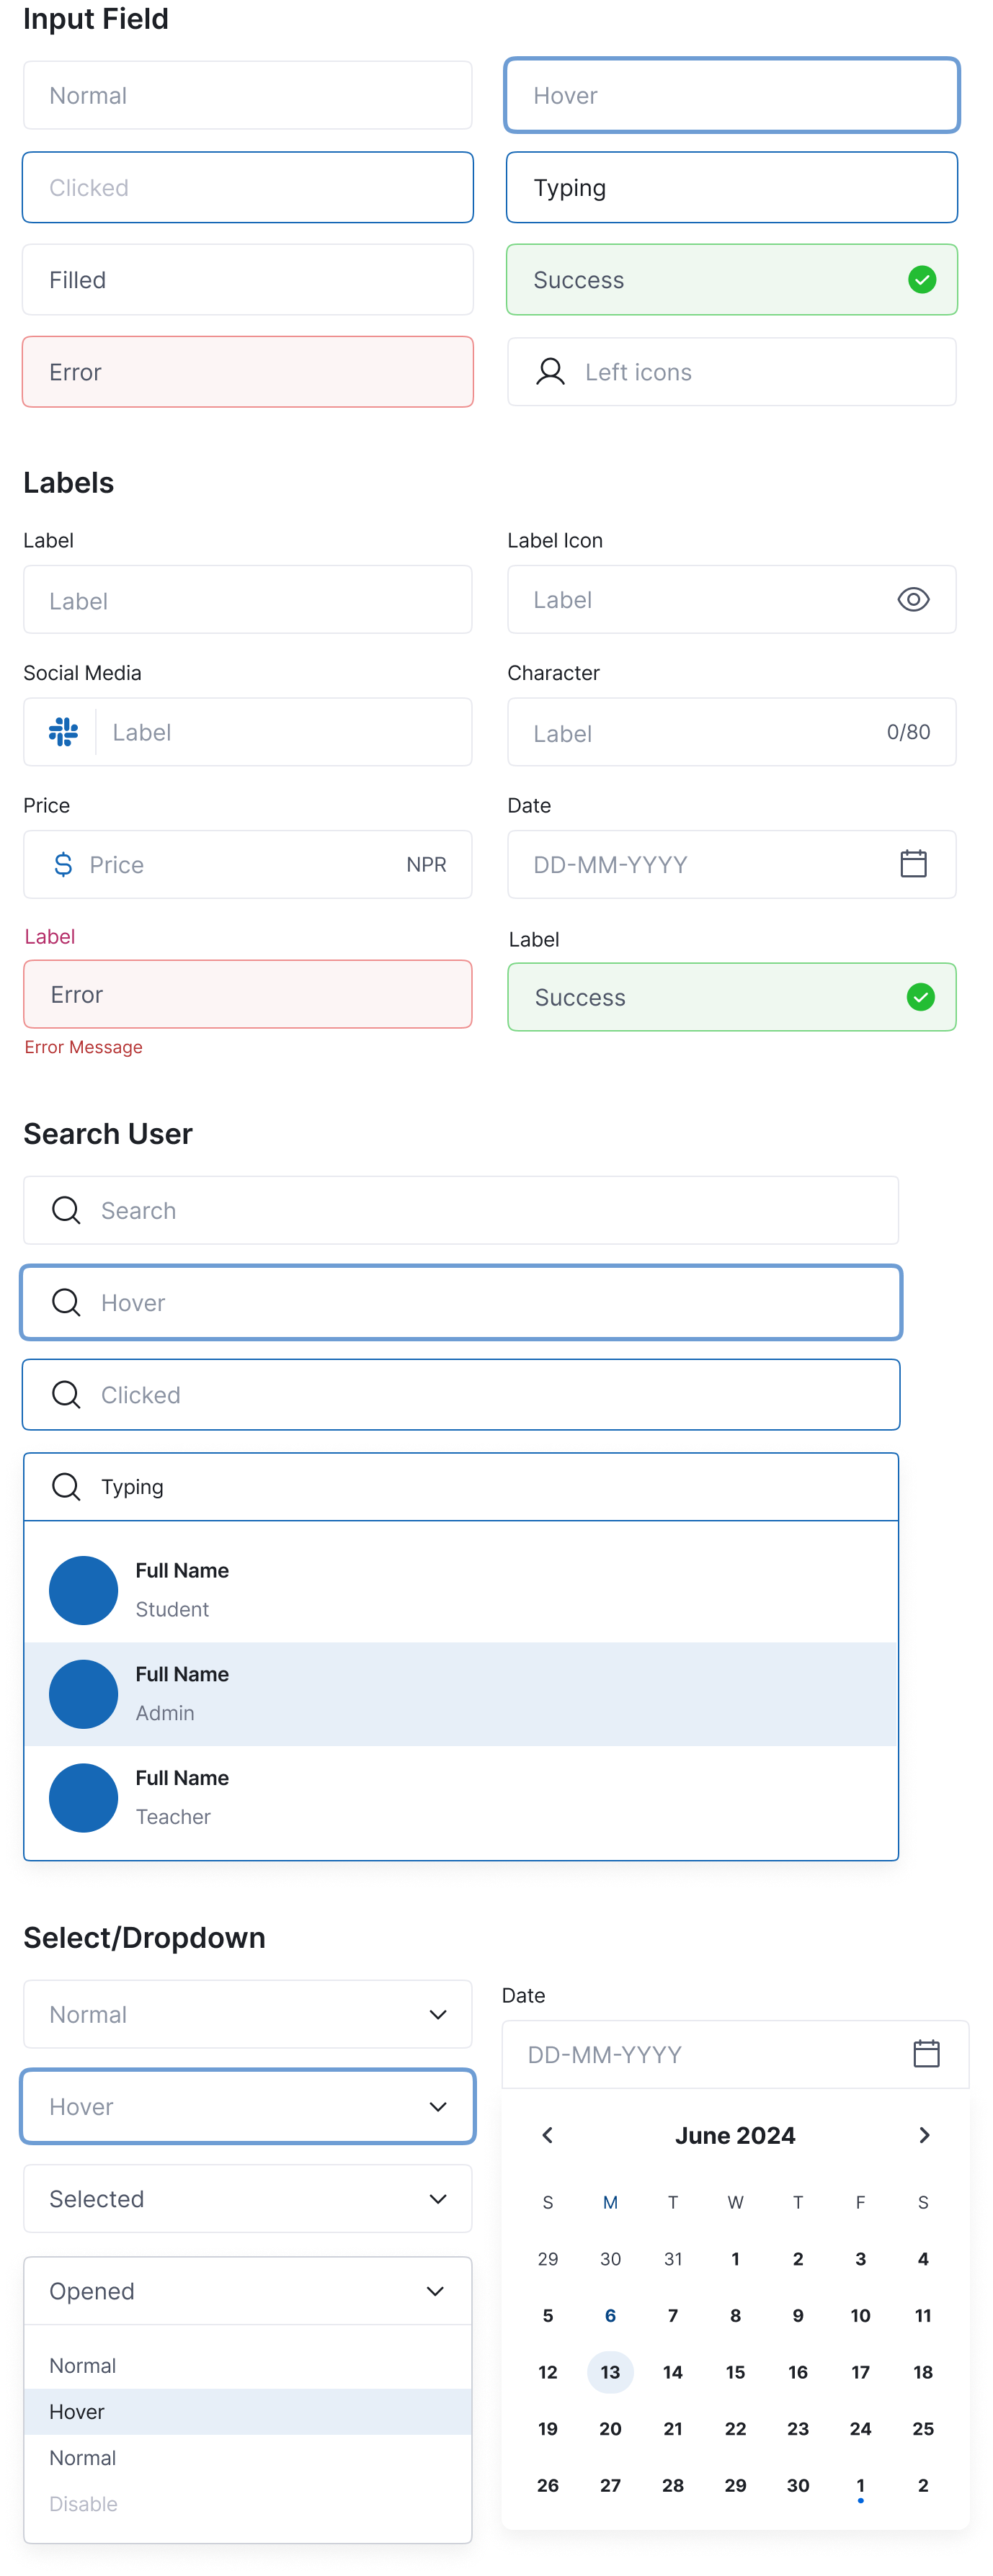 Input Field
Normal
Hover
Clicked
Typing
Filled
Success
Error
Left icons
Labels
Label
Label Icon
Label
Label
Social Media
Character
Label
Label 0/80
Price
Date
$ Price NPR
DD-MM-YYYY
Label
Label
Error
Success
Error Message
Search User
Search
Hover
Clicked
Typing
Full Name
Student
Full Name
Admin
Full Name
Teacher
Select/Dropdown
Normal
Hover
Selected
Opened
Normal
Hover
Normal
Disable
Date
DD-MM-YYYY
June 2024
S M T W T F S
29 30 31 1 2 3 4
5 6 7 8 9 10 11
12 13 14 15 16 17 18
19 20 21 22 23 24 25
26 27 28 29 30 1 2